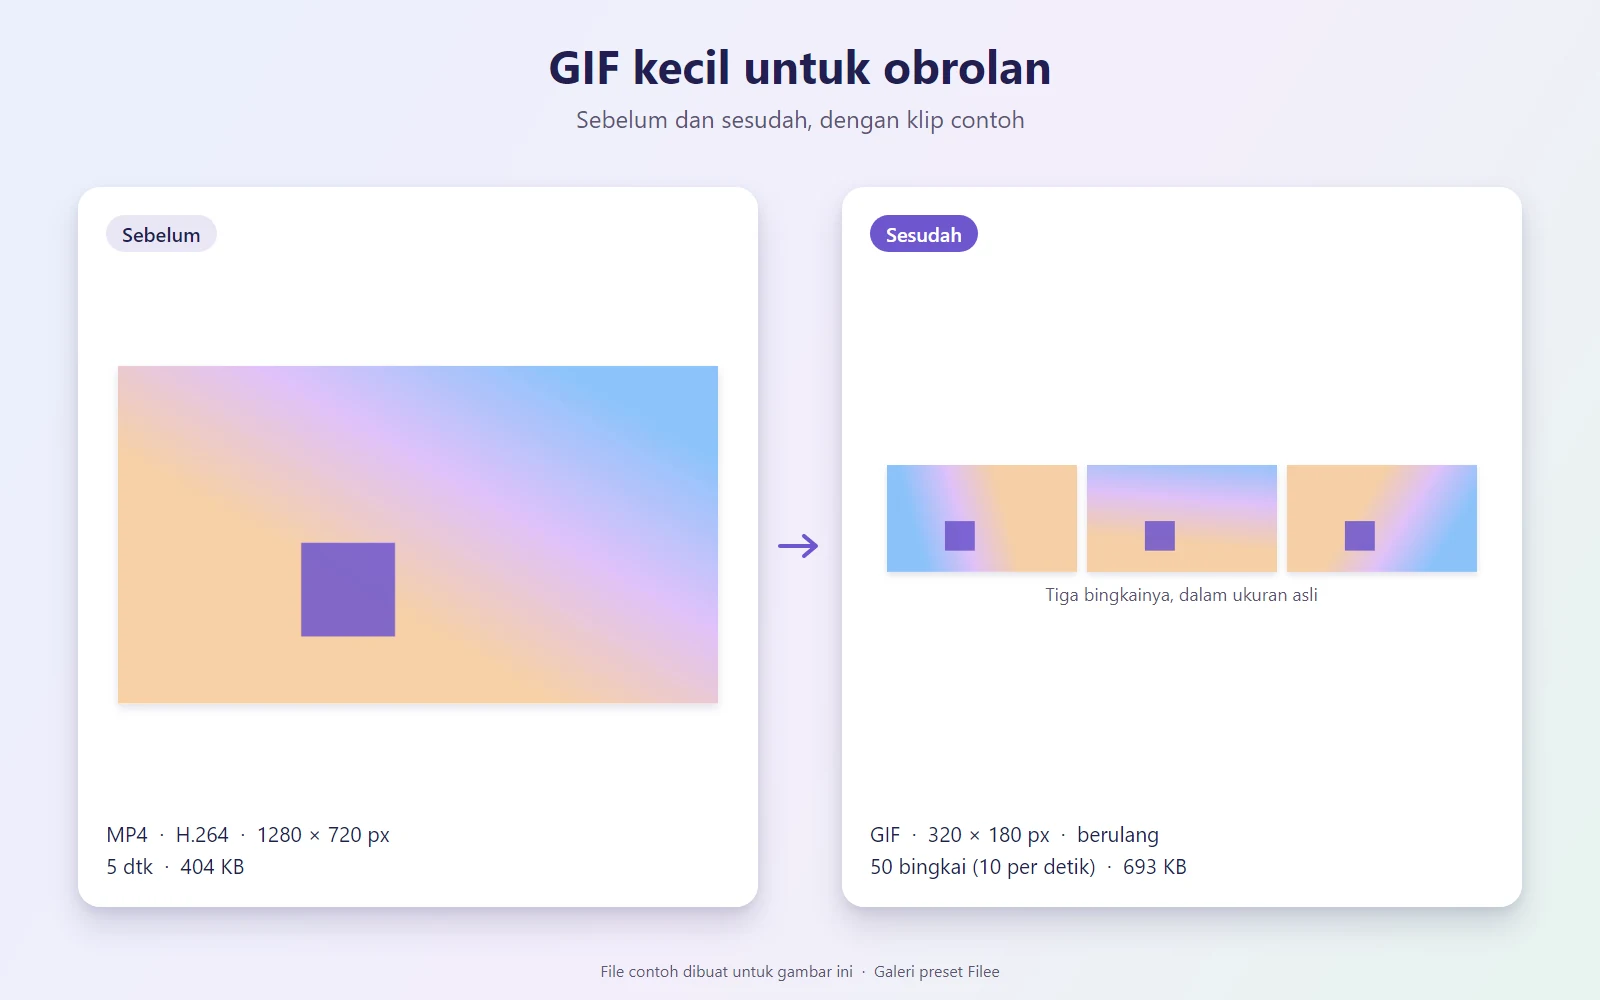 GIF kecil untuk obrolan
Sebelum dan sesudah, dengan klip contoh
Sebelum
Sesudah
Tiga bingkainya, dalam ukuran asli
MP4 · H.264 · 1280 × 720 px
5 dtk · 404 KB
GIF · 320 × 180 px · berulang
50 bingkai (10 per detik) · 693 KB
File contoh dibuat untuk gambar ini · Galeri preset Filee